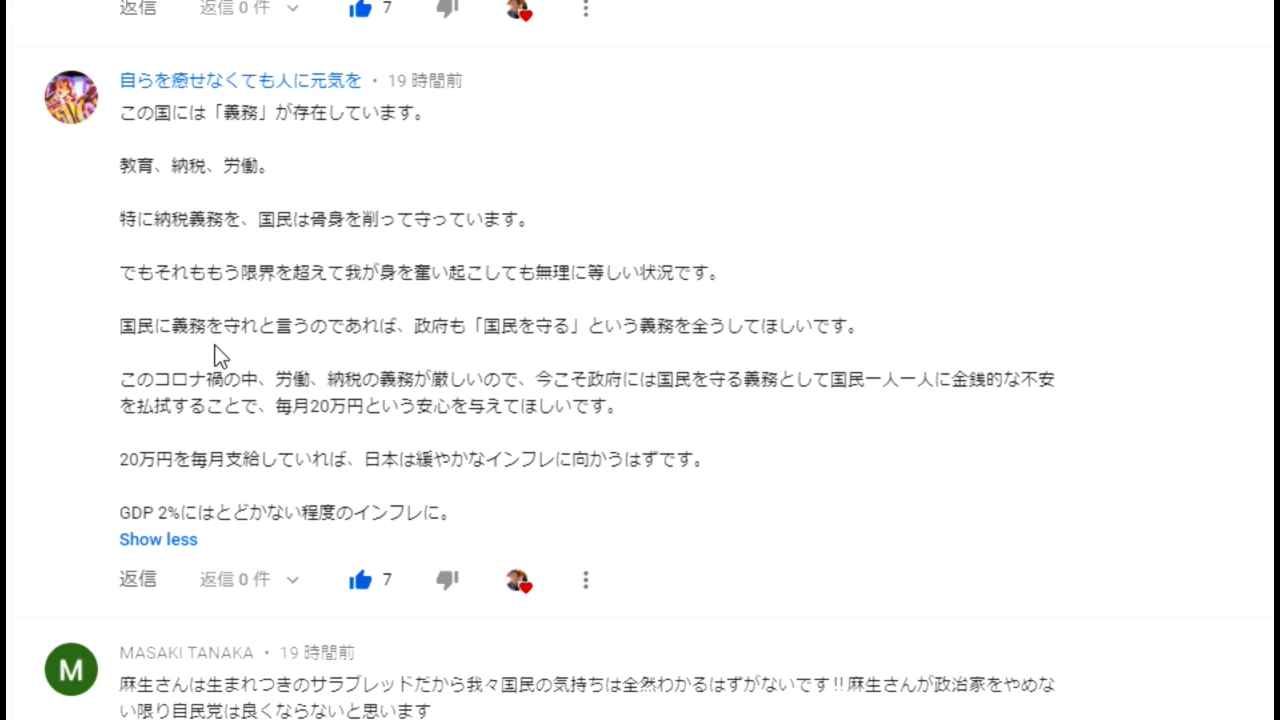 返信 返信 0 件 7
自らを癒せなくても人に元気を • 19 時間前
この国には「義務」が存在しています。
教育、納税、労働。
特に納税義務を、国民は骨身を削って守っています。
でもそれももう限界を超えて我が身を奮い起こしても無理に等しい状況です。
国民に義務を守れと言うのであれば、政府も「国民を守る」という義務を全うしてほしいです。
このコロナ禍の中、労働、納税の義務が厳しいので、今こそ政府には国民を守る義務として国民一人一人に金銭的な不安
を払拭することで、毎月20万円という安心を与えてほしいです。
20万円を毎月支給していれば、日本は緩やかなインフレに向かうはずです。
GDP 2%にはとどかない程度のインフレに。
Show less
返信 返信 0 件 7
M
MASAKI TANAKA • 19 時間前
麻生さんは生まれつきのサラブレッドだから我々国民の気持ちは全然わかるはずがないです!!麻生さんが政治家をやめな
い限り自民党は良くならないと思います